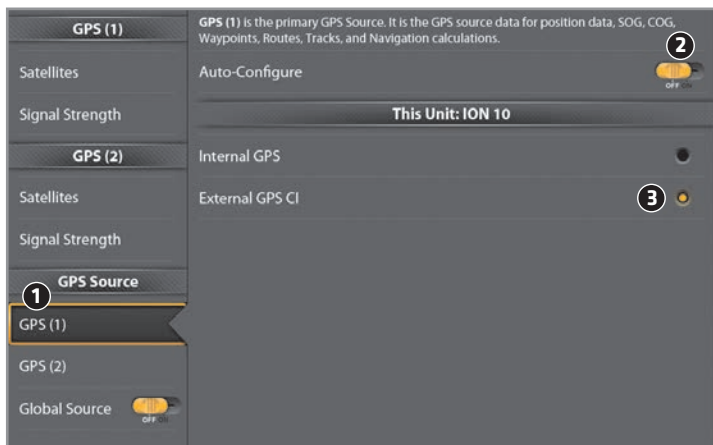 GPS (1)
Satellites
Signal Strength
GPS (2)
Satellites
Signal Strength
GPS Source
1
GPS (1)
GPS (2)
Global Source
OFF ON
GPS (1) is the primary GPS Source. It is the GPS source data for position data, SOG, COG,
Waypoints, Routes, Tracks, and Navigation calculations.
2
Auto-Configure
OFF ON
This Unit: ION 10
Internal GPS
External GPS CI
3